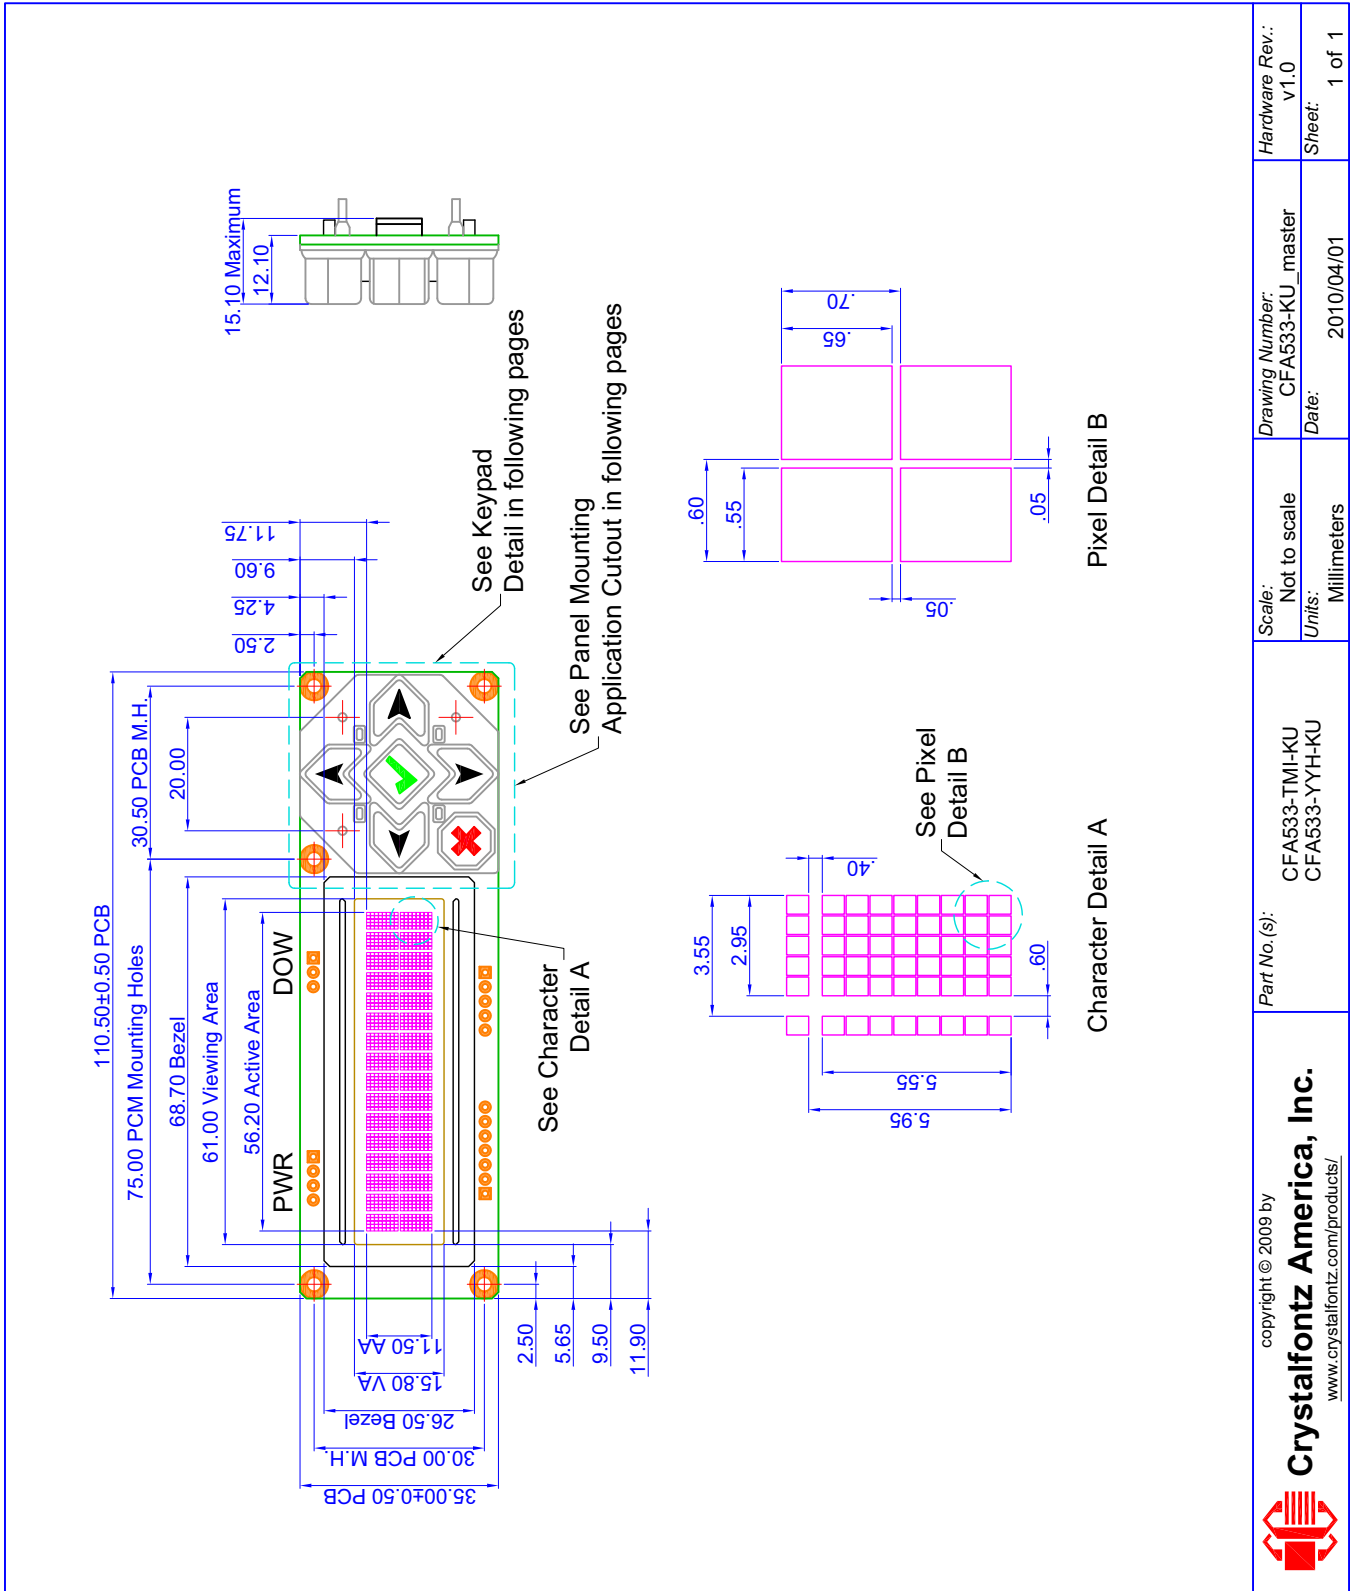 110.50±0.50 PCB
75.00 PCM Mounting Holes
30.50 PCB M.H.
68.70 Bezel
20.00
61.00 Viewing Area
56.20 Active Area
PWR
DOW
2.50
4.25
9.60
11.75
35.00±0.50 PCB
30.00 PCB M.H.
26.50 Bezel
15.80 VA
11.50 AA
2.50
5.65
9.50
11.90
15.10 Maximum
12.10
See Keypad
Detail in following pages
See Panel Mounting
Application Cutout in following pages
See Character
Detail A
3.55
2.95
.40
5.55
5.95
.60
See Pixel
Detail B
Character Detail A
.60
.55
.70
.65
.05
.05
Pixel Detail B
copyright © 2009 by
Crystalfontz America, Inc.
www.crystalfontz.com/products/
Part No.(s):
CFA533-TMI-KU
CFA533-YYH-KU
Scale:
Not to scale
Units:
Millimeters
Drawing Number:
CFA533-KU_master
Date:
2010/04/01
Hardware Rev.:
v1.0
Sheet:
1 of 1